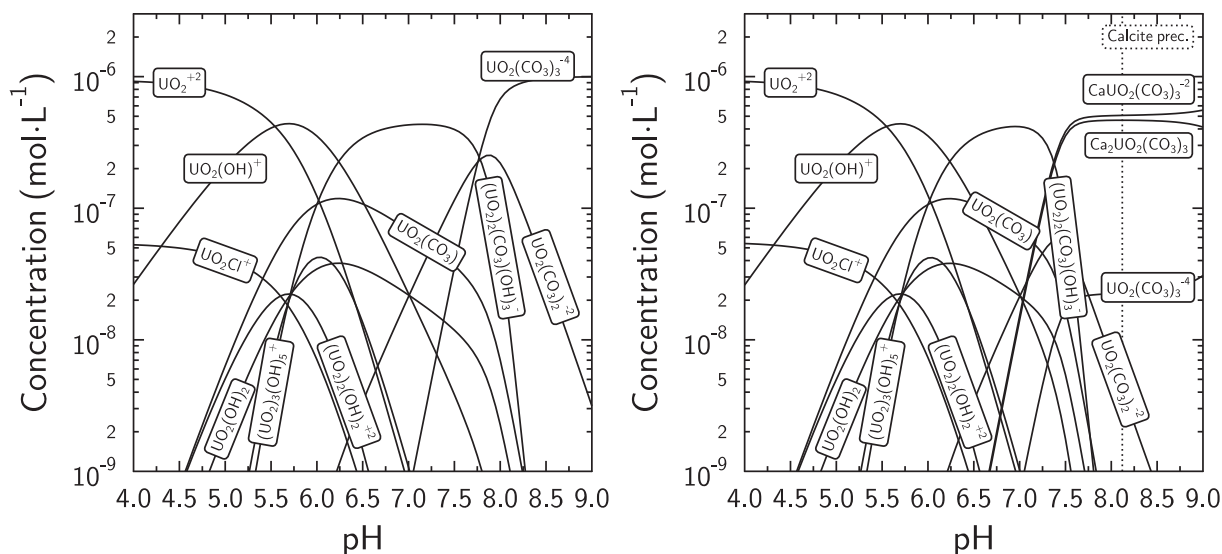 Concentration (mol·L⁻¹)
2
10⁻⁶
5
2
10⁻⁷
5
2
10⁻⁸
5
2
10⁻⁹
UO₂⁺²
UO₂(CO₃)₃⁻⁴
UO₂(OH)⁺
UO₂Cl⁺
UO₂(CO₃)
(UO₂)₂(CO₃)(OH)₃⁻
UO₂(CO₃)₂⁻²
UO₂(OH)₂
(UO₂)₃(OH)₅⁺
(UO₂)₂(OH)₂⁺²
4.0 4.5 5.0 5.5 6.0 6.5 7.0 7.5 8.0 8.5 9.0
pH
Concentration (mol·L⁻¹)
2
10⁻⁶
5
2
10⁻⁷
5
2
10⁻⁸
5
2
10⁻⁹
Calcite prec.
UO₂⁺²
CaUO₂(CO₃)₃⁻²
Ca₂UO₂(CO₃)₃
UO₂(OH)⁺
UO₂Cl⁺
UO₂(CO₃)
(UO₂)₂(CO₃)(OH)₃⁻
UO₂(CO₃)₃⁻⁴
UO₂(CO₃)₂⁻²
UO₂(OH)₂
(UO₂)₃(OH)₅⁺
(UO₂)₂(OH)₂⁺²
4.0 4.5 5.0 5.5 6.0 6.5 7.0 7.5 8.0 8.5 9.0
pH